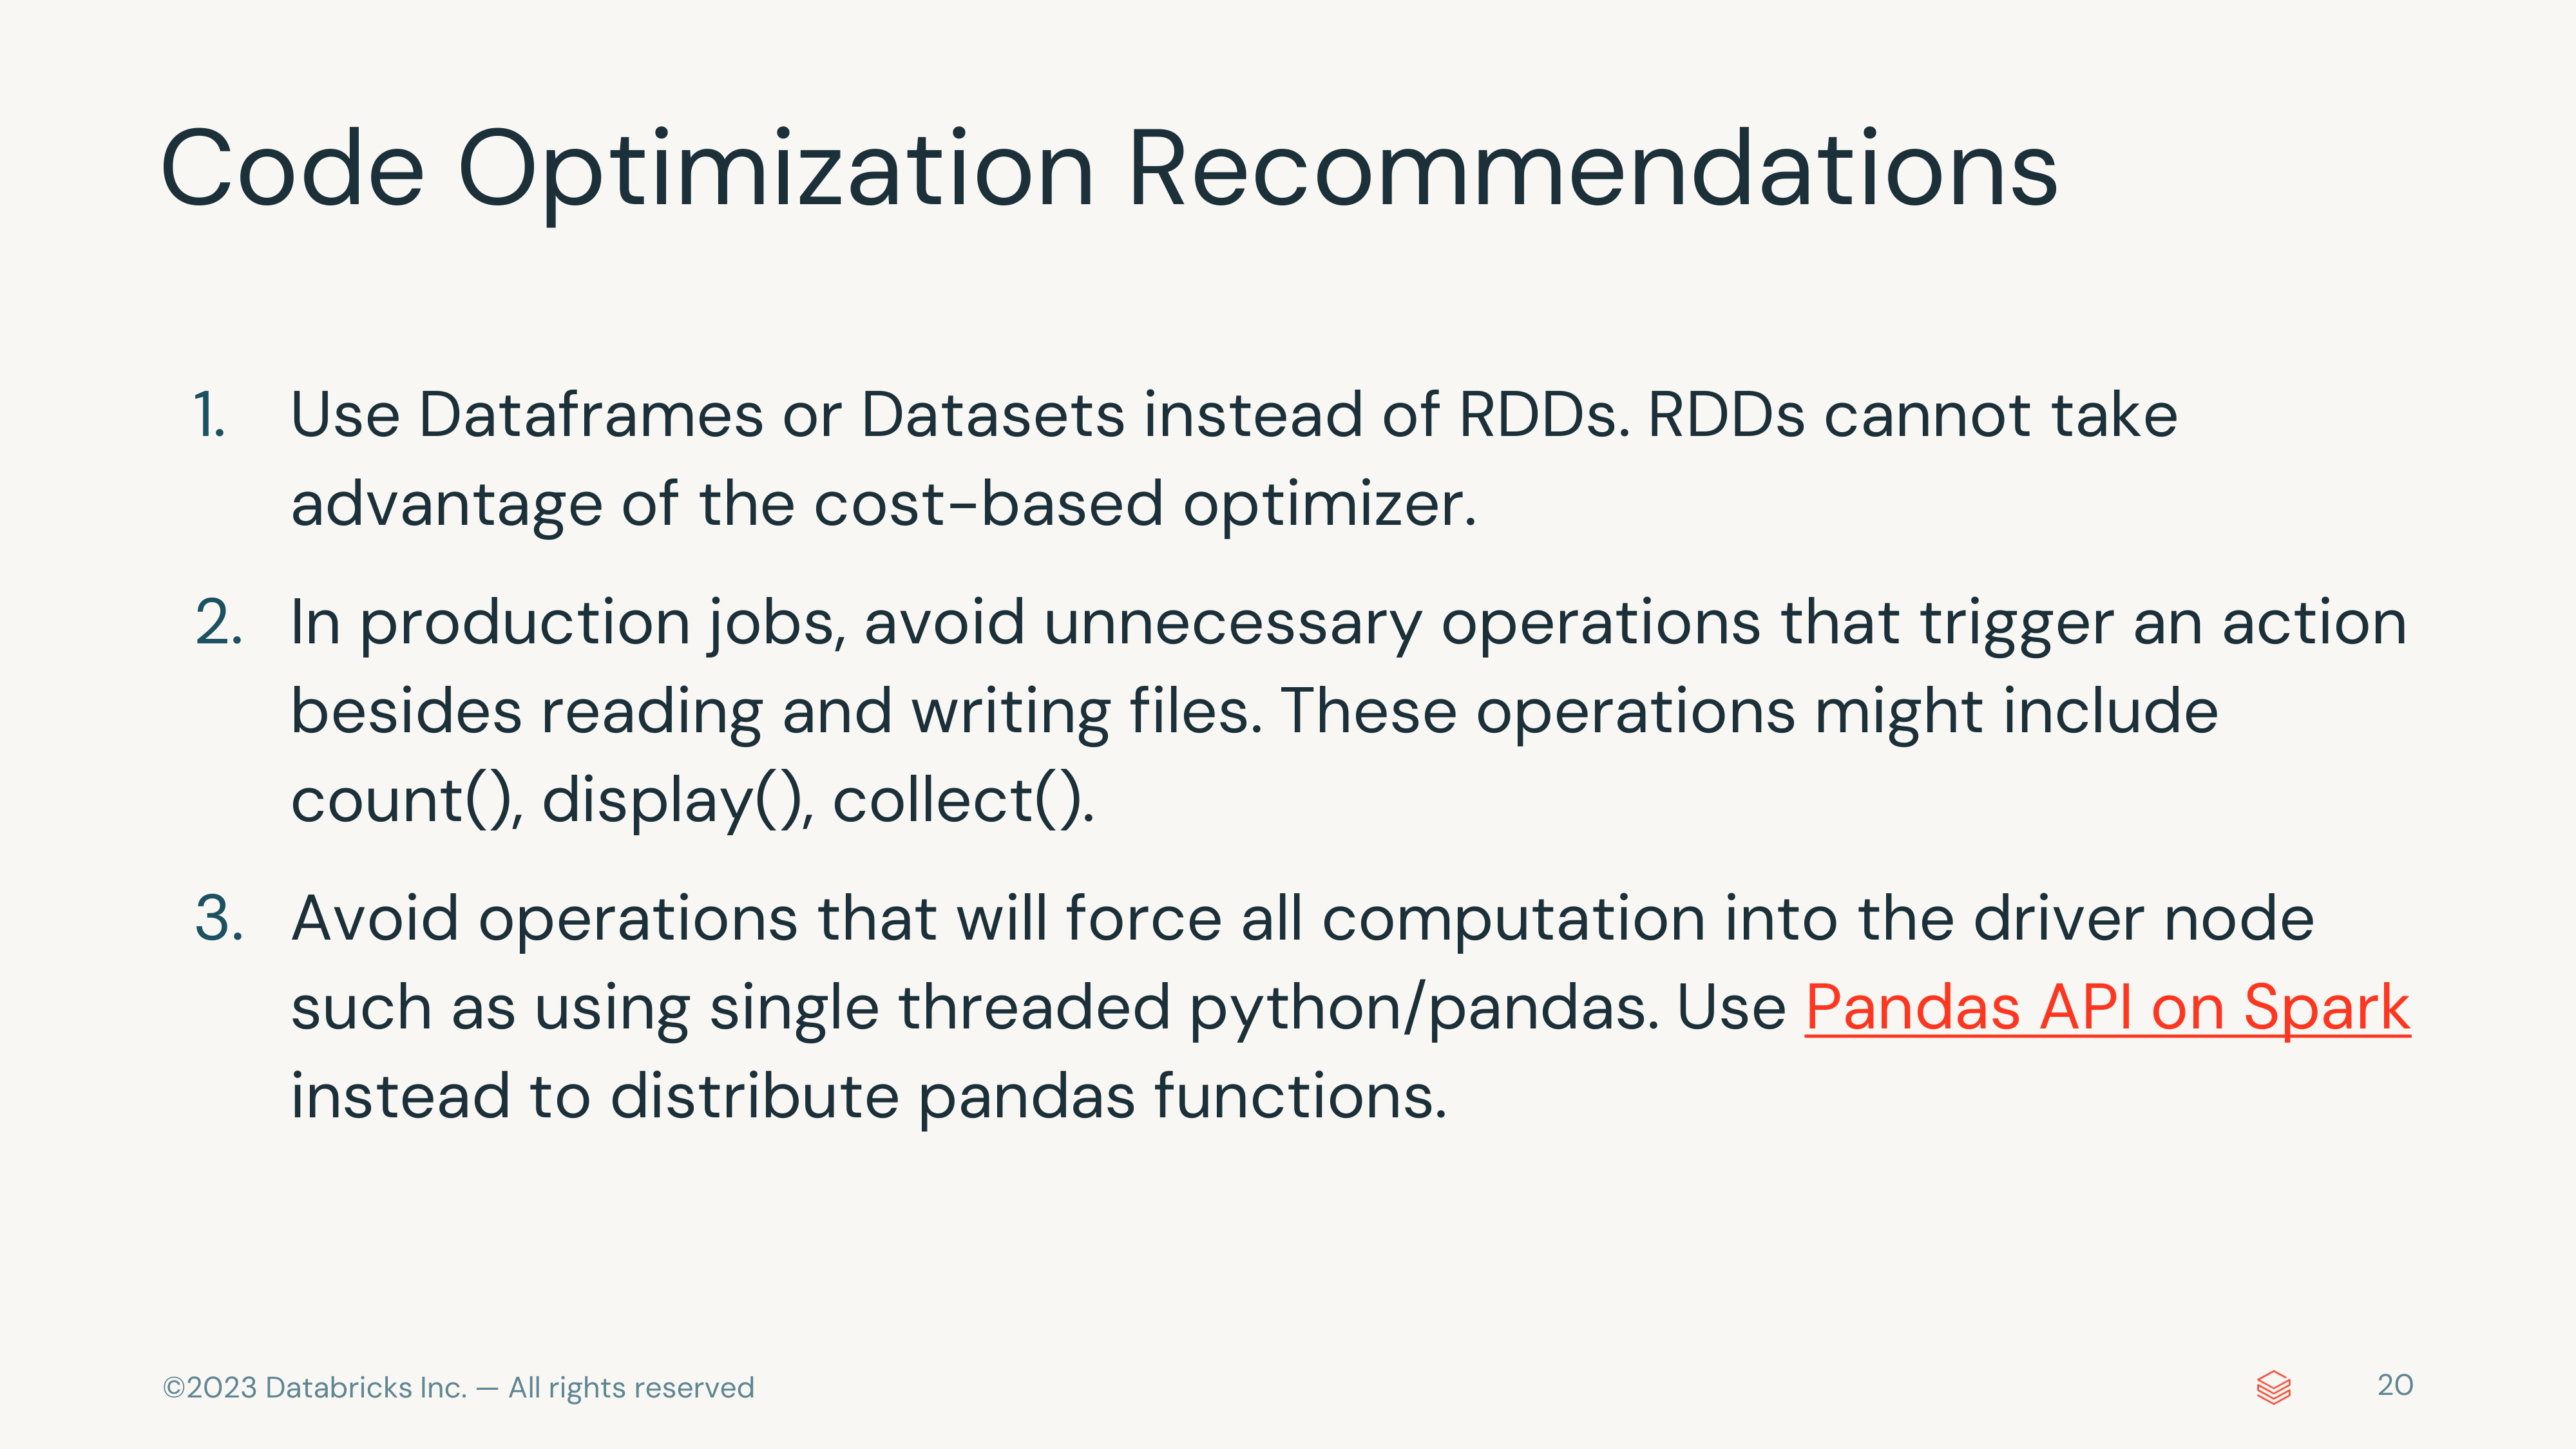 Code Optimization Recommendations
1. Use Dataframes or Datasets instead of RDDs. RDDs cannot take
advantage of the cost-based optimizer.
2. In production jobs, avoid unnecessary operations that trigger an action
besides reading and writing files. These operations might include
count(), display(), collect().
3. Avoid operations that will force all computation into the driver node
such as using single threaded python/pandas. Use Pandas API on Spark
instead to distribute pandas functions.
©2023 Databricks Inc. — All rights reserved
20